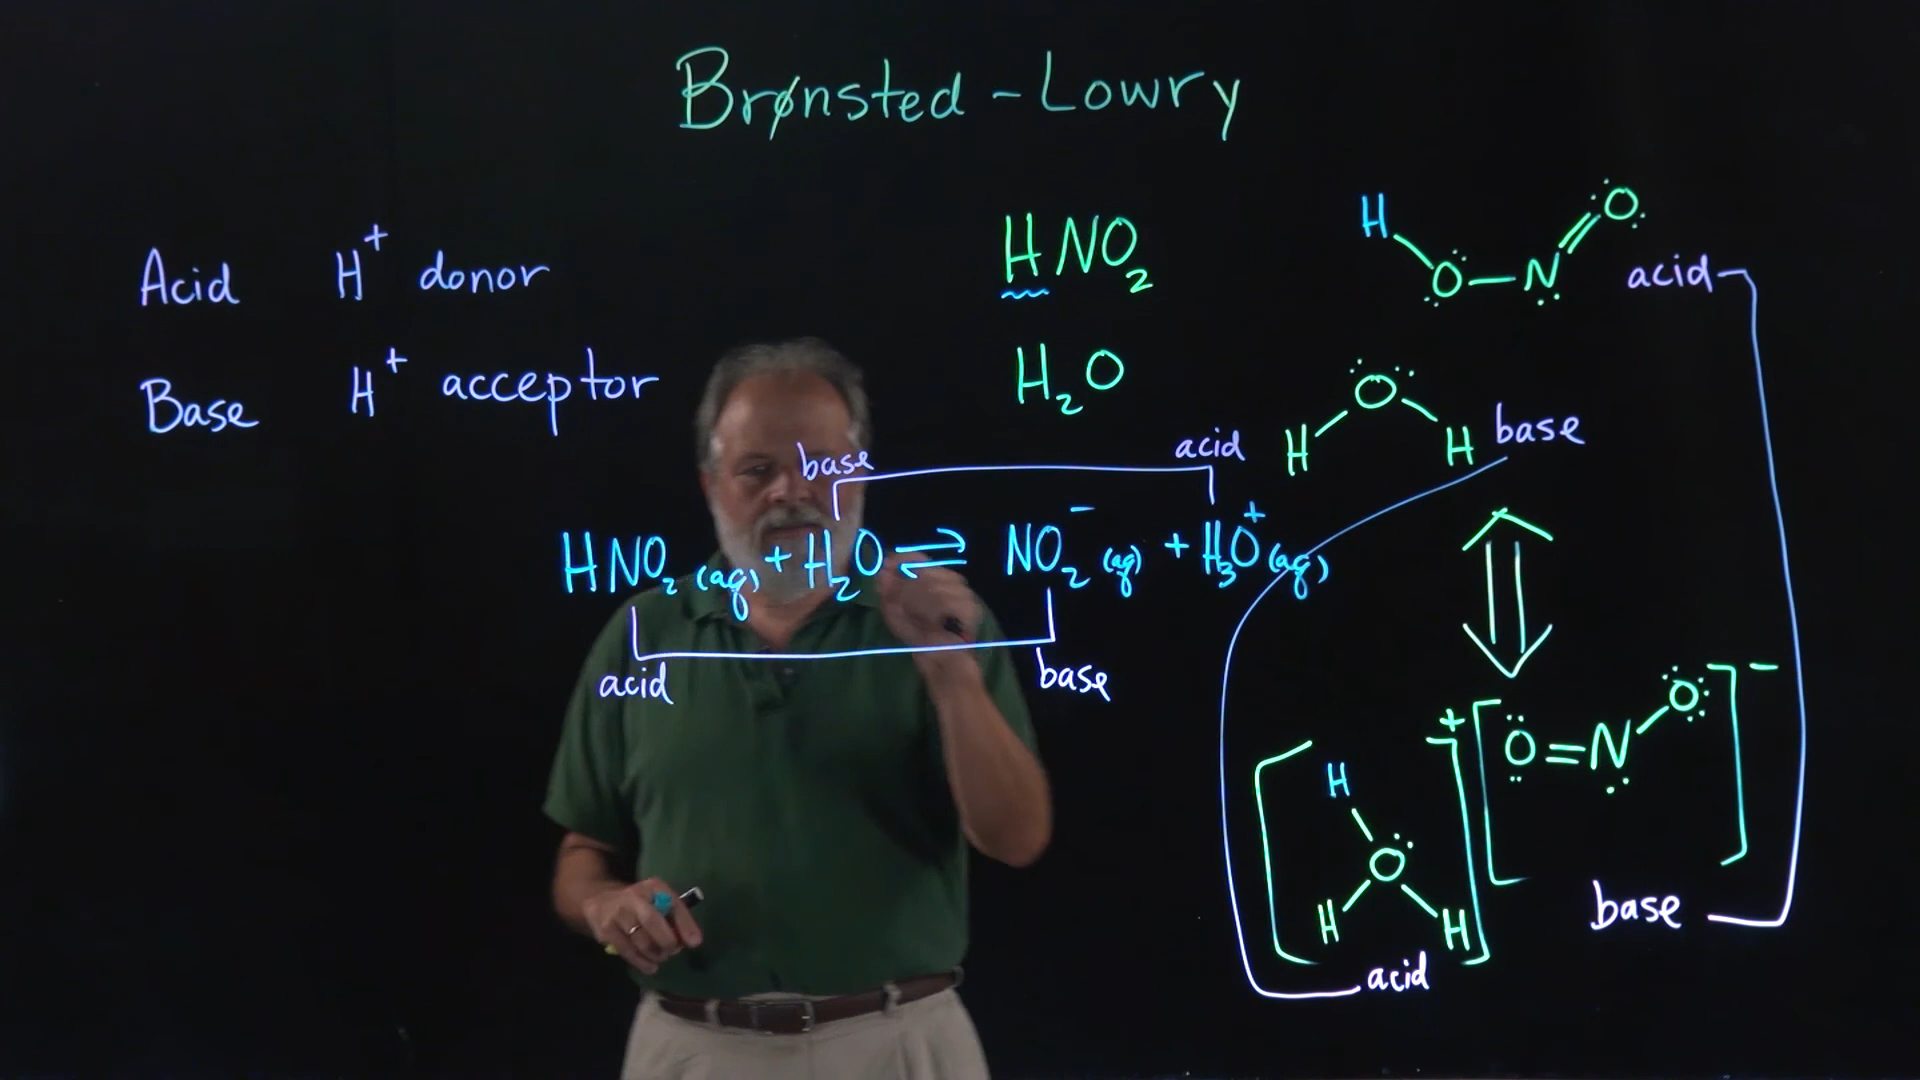 Brønsted - Lowry
Acid H⁺ donor
Base H⁺ acceptor
HNO₂
H₂O
H O N O acid
H O H base
base acid
HNO₂ (aq) + H₂O ⇌ NO₂⁻ (aq) + H₃O⁺ (aq)
acid base
[ H O H H ]⁺ [ O = N O ]⁻
acid base